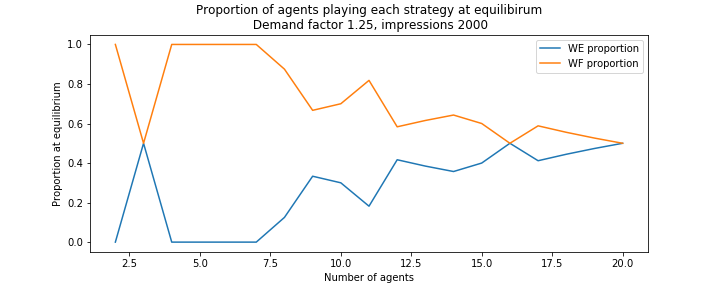 Proportion of agents playing each strategy at equilibirum
Demand factor 1.25, impressions 2000
WE proportion
WF proportion
Proportion at equilibrium
1.0
0.8
0.6
0.4
0.2
0.0
2.5 5.0 7.5 10.0 12.5 15.0 17.5 20.0
Number of agents